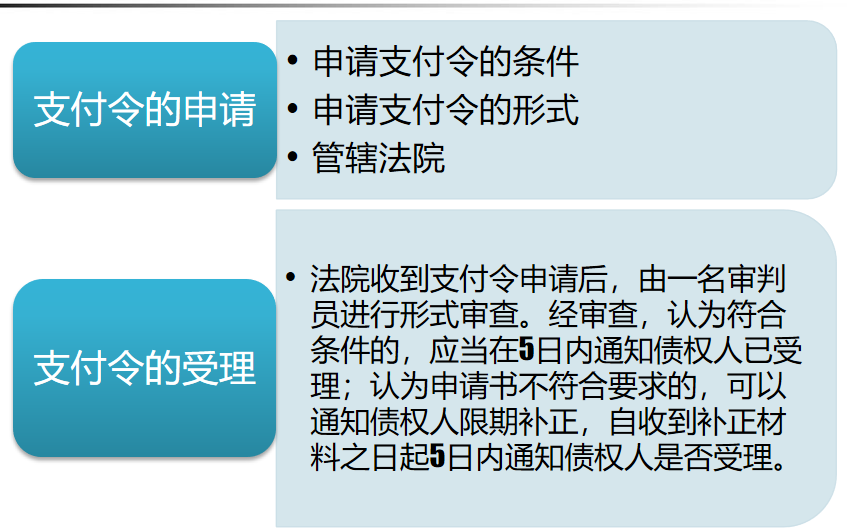 支付令的申请
• 申请支付令的条件
• 申请支付令的形式
• 管辖法院
支付令的受理
• 法院收到支付令申请后，由一名审判
员进行形式审查。经审查，认为符合
条件的，应当在5日内通知债权人已受
理；认为申请书不符合要求的，可以
通知债权人限期补正，自收到补正材
料之日起5日内通知债权人是否受理。